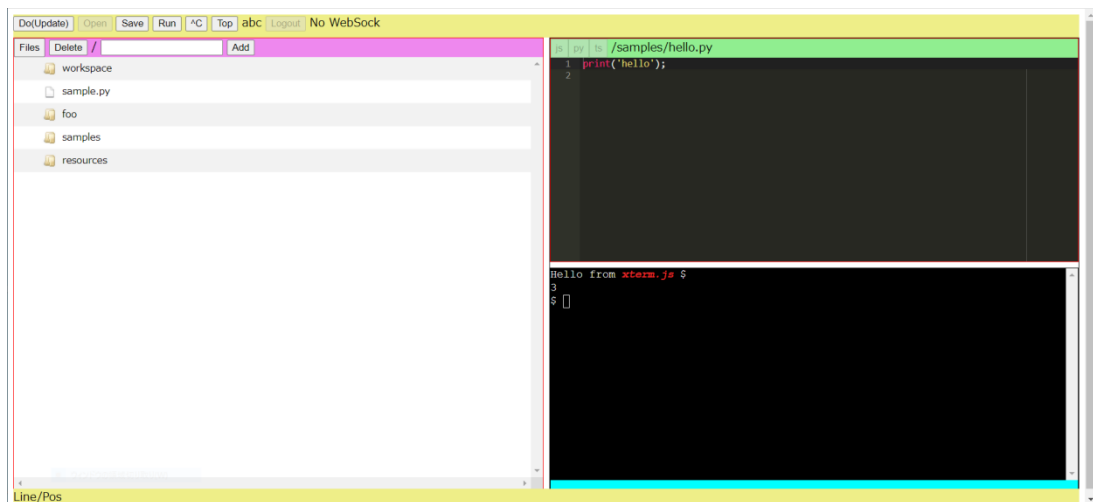 Do(Update) Open Save Run ^C Top abc Logout No WebSock
Files Delete / Add
workspace
sample.py
foo
samples
resources
js py ts /samples/hello.py
1 print('hello');
2
Hello from xterm.js $
3
$
Line/Pos